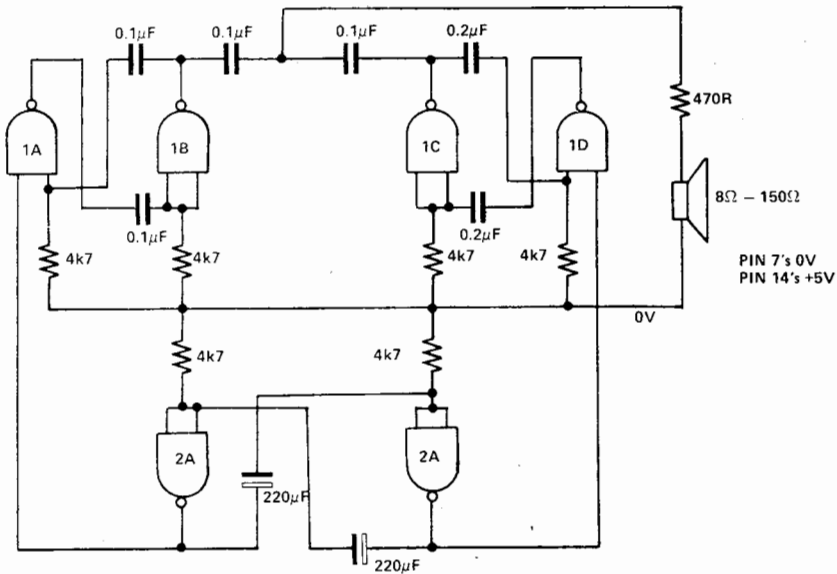 0.1µF
0.1µF
0.1µF
0.2µF
1A
1B
1C
1D
470R
8Ω – 150Ω
0.1µF
0.2µF
4k7
4k7
4k7
4k7
PIN 7's 0V
PIN 14's +5V
0V
4k7
4k7
2A
2A
220µF
220µF